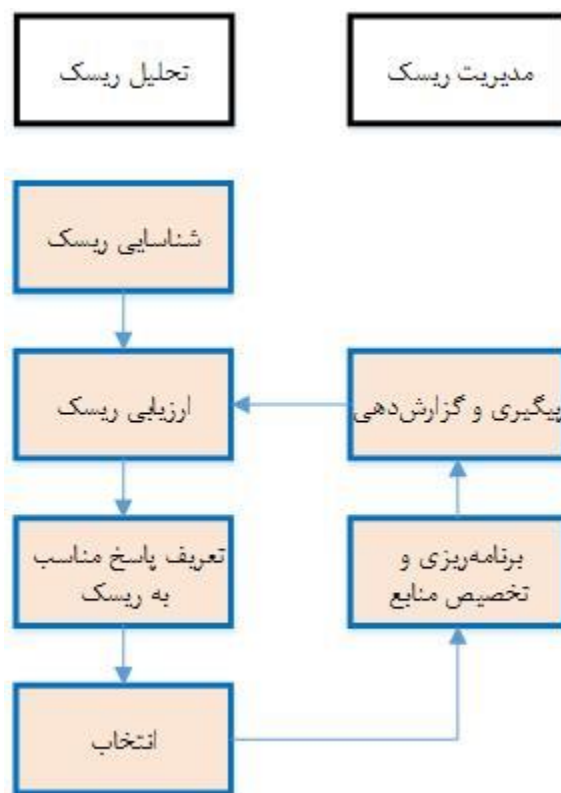 مدیریت ریسک
تحلیل ریسک
شناسایی ریسک
ارزیابی ریسک
پیگیری و گزارش‌دهی
تعریف پاسخ مناسب
به ریسک
برنامه‌ریزی و
تخصیص منابع
انتخاب